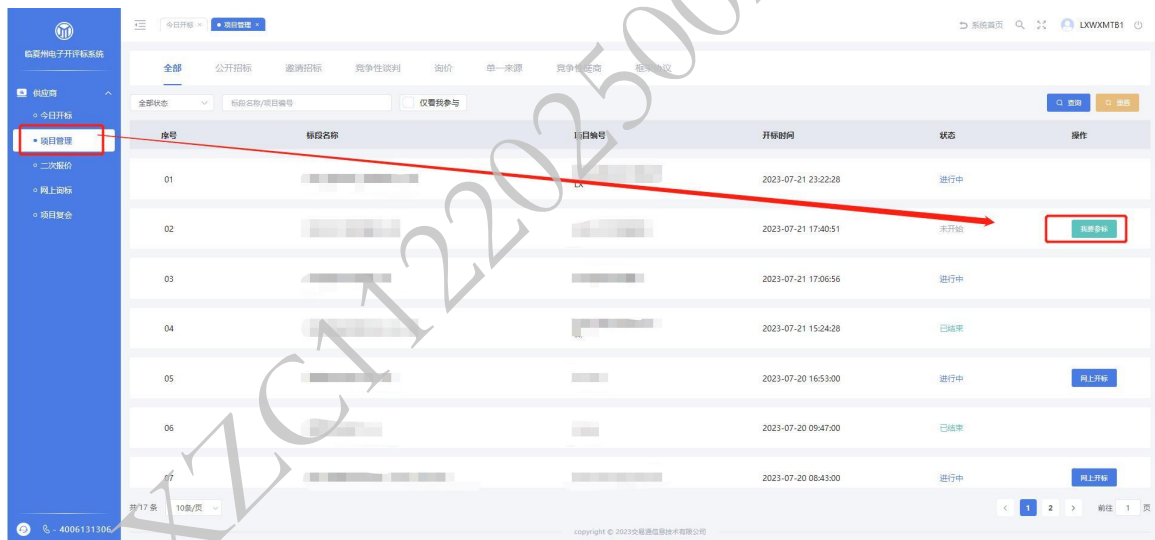 今日开标 ×
• 项目管理 ×
系统首页
LXWXMTB1
临夏州电子开评标系统
供应商
今日开标
项目管理
二次报价
网上询标
项目复会
全部 公开招标 邀请招标 竞争性谈判 询价 单一来源 竞争性磋商 框架协议
全部状态 标段名称/项目编号 仅看我参与 查询
序号 标段名称 项目编号 开标时间 状态 操作
01 LX 2023-07-21 23:22:28 进行中
02 2023-07-21 17:40:51 未开始 我要参标
03 2023-07-21 17:06:56 进行中
04 2023-07-21 15:24:28 已结束
05 2023-07-20 16:53:00 进行中 网上开标
06 2023-07-20 09:47:00 已结束
07 2023-07-20 08:43:00 进行中 网上开标
共 17 条 10条/页 < 1 2 > 前往 1 页
- 4006131306
copyright © 2023交易通信息技术有限公司